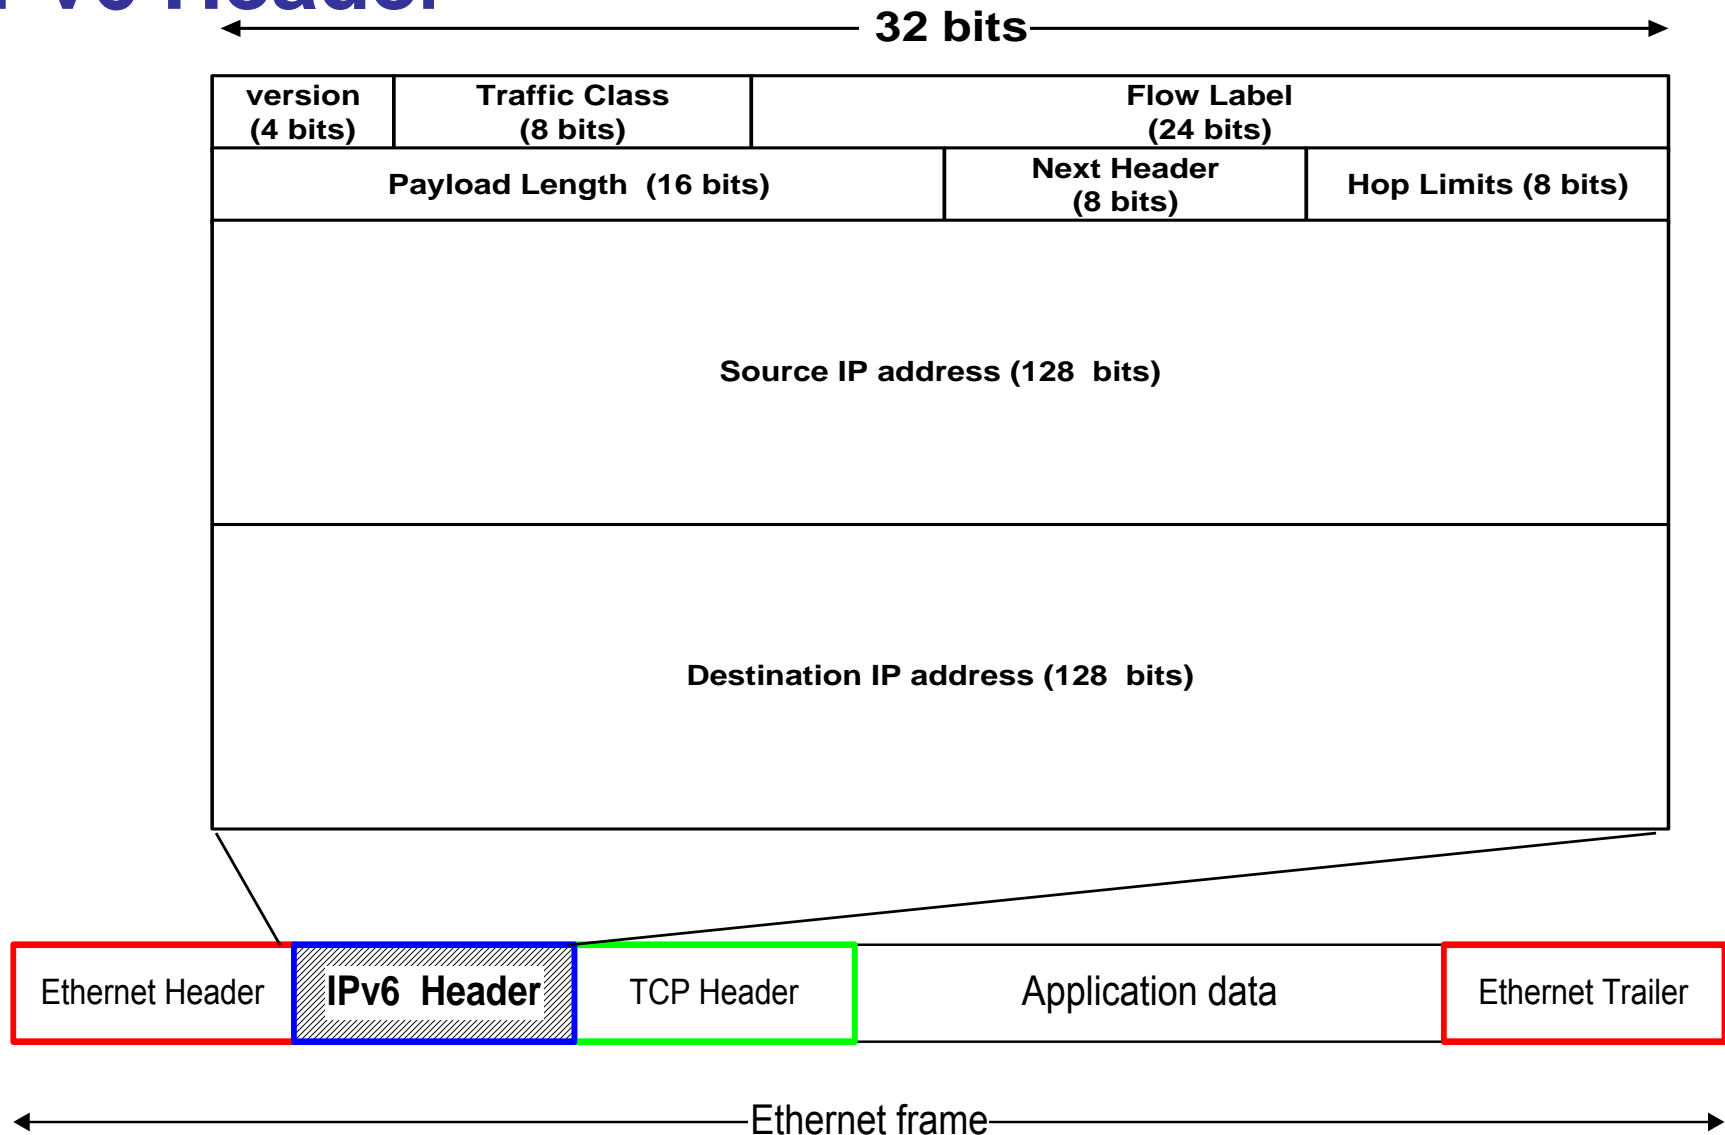 v6 Header
32 bits
version
(4 bits)
Traffic Class
(8 bits)
Flow Label
(24 bits)
Payload Length (16 bits)
Next Header
(8 bits)
Hop Limits (8 bits)
Source IP address (128 bits)
Destination IP address (128 bits)
Ethernet Header
IPv6 Header
TCP Header
Application data
Ethernet Trailer
Ethernet frame